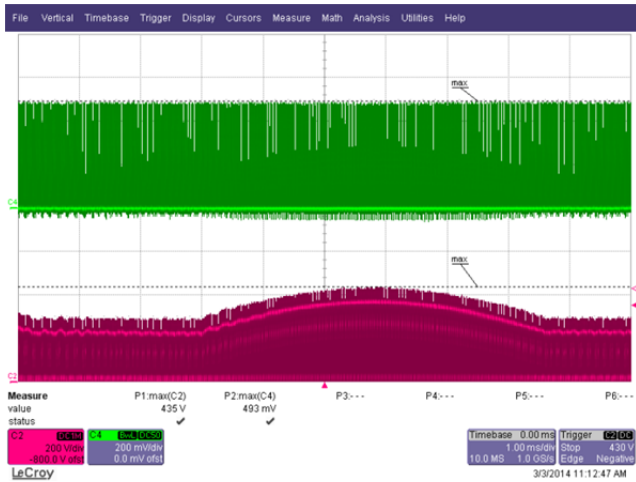 File Vertical Timebase Trigger Display Cursors Measure Math Analysis Utilities Help
max
C4
max
C2
Measure P1:max(C2) P2:max(C4) P3:--- P4:--- P5:--- P6:---
value 435 V 493 mV
status
C2 DC1M C4 BwL DC50 Timebase 0.00 ms Trigger C2 DC
200 V/div 200 mV/div 1.00 ms/div Stop 430 V
-800.0 V ofst 0.0 mV ofst 10.0 MS 1.0 GS/s Edge Negative
LeCroy 3/3/2014 11:12:47 AM